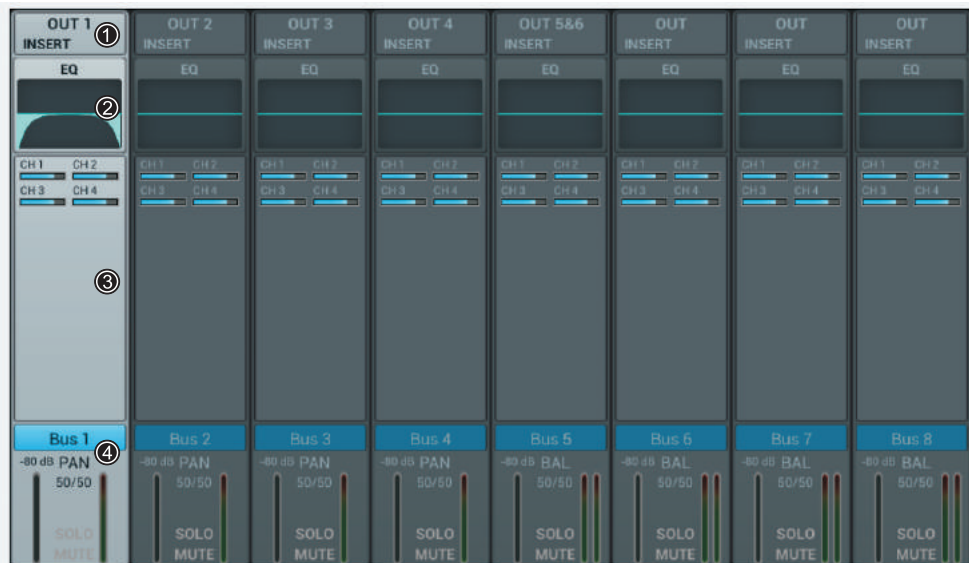 OUT 1 ① OUT 2 OUT 3 OUT 4 OUT 5&6 OUT OUT OUT
INSERT INSERT INSERT INSERT INSERT INSERT INSERT INSERT
EQ EQ EQ EQ EQ EQ EQ EQ
②
CH 1 CH 2 CH 1 CH 2 CH 1 CH 2 CH 1 CH 2 CH 1 CH 2 CH 1 CH 2 CH 1 CH 2 CH 1 CH 2
CH 3 CH 4 CH 3 CH 4 CH 3 CH 4 CH 3 CH 4 CH 3 CH 4 CH 3 CH 4 CH 3 CH 4 CH 3 CH 4
③
Bus 1 ④ Bus 2 Bus 3 Bus 4 Bus 5 Bus 6 Bus 7 Bus 8
-80 dB PAN -80 dB PAN -80 dB PAN -80 dB PAN -80 dB BAL -80 dB BAL -80 dB BAL -80 dB BAL
50/50 50/50 50/50 50/50 50/50 50/50 50/50 50/50
SOLO SOLO SOLO SOLO SOLO SOLO SOLO SOLO
MUTE MUTE MUTE MUTE MUTE MUTE MUTE MUTE